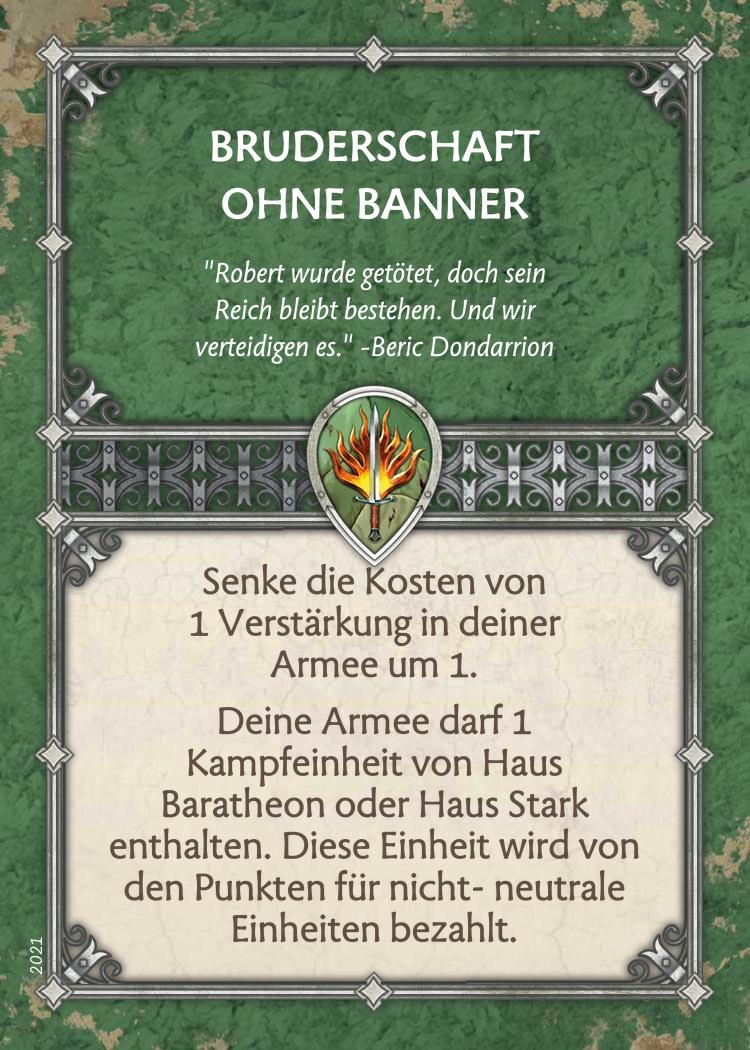 BRUDERSCHAFT
OHNE BANNER
"Robert wurde getötet, doch sein
Reich bleibt bestehen. Und wir
verteidigen es." -Beric Dondarrion
Senke die Kosten von
1 Verstärkung in deiner
Armee um 1.
Deine Armee darf 1
Kampfeinheit von Haus
Baratheon oder Haus Stark
enthalten. Diese Einheit wird von
den Punkten für nicht- neutrale
Einheiten bezahlt.
2021